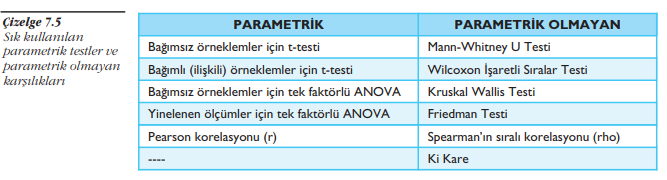 Çizelge 7.5
Sık kullanılan
parametrik testler ve
parametrik olmayan
karşılıkları
PARAMETRİK PARAMETRİK OLMAYAN
Bağımsız örneklemler için t-testi Mann-Whitney U Testi
Bağımlı (ilişkili) örneklemler için t-testi Wilcoxon İşaretli Sıralar Testi
Bağımsız örneklemler için tek faktörlü ANOVA Kruskal Wallis Testi
Yinelenen ölçümler için tek faktörlü ANOVA Friedman Testi
Pearson korelasyonu (r) Spearman'ın sıralı korelasyonu (rho)
---- Ki Kare